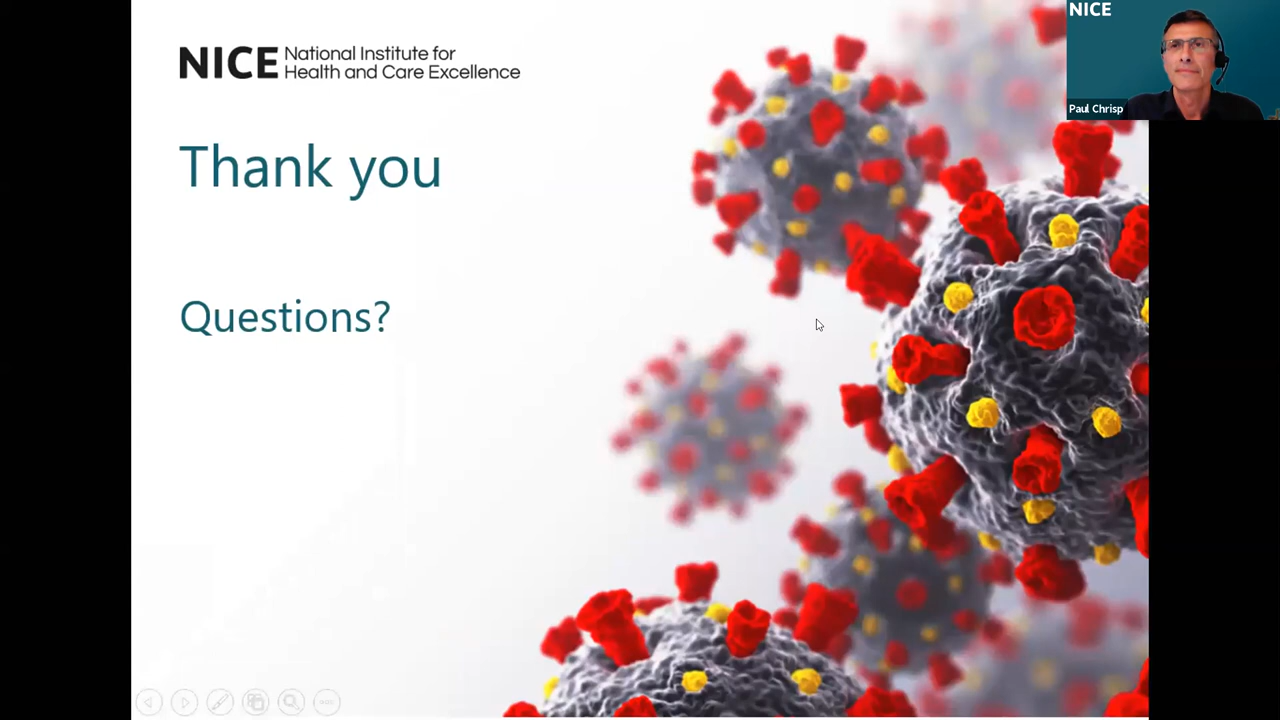 NICE National Institute for
Health and Care Excellence
Thank you
Questions?
NICE
Paul Chrisp